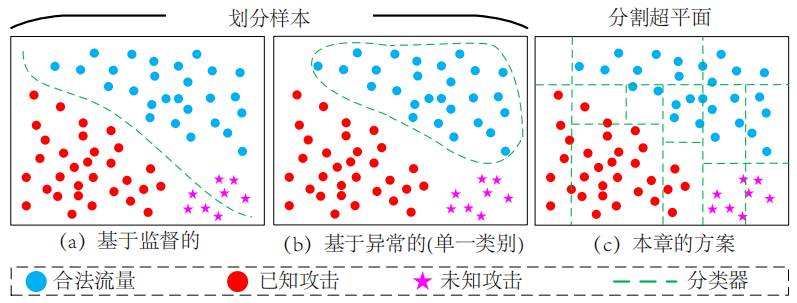 划分样本 分割超平面
(a) 基于监督的 (b) 基于异常的(单一类别) (c) 本章的方案
合法流量 已知攻击 未知攻击 分类器